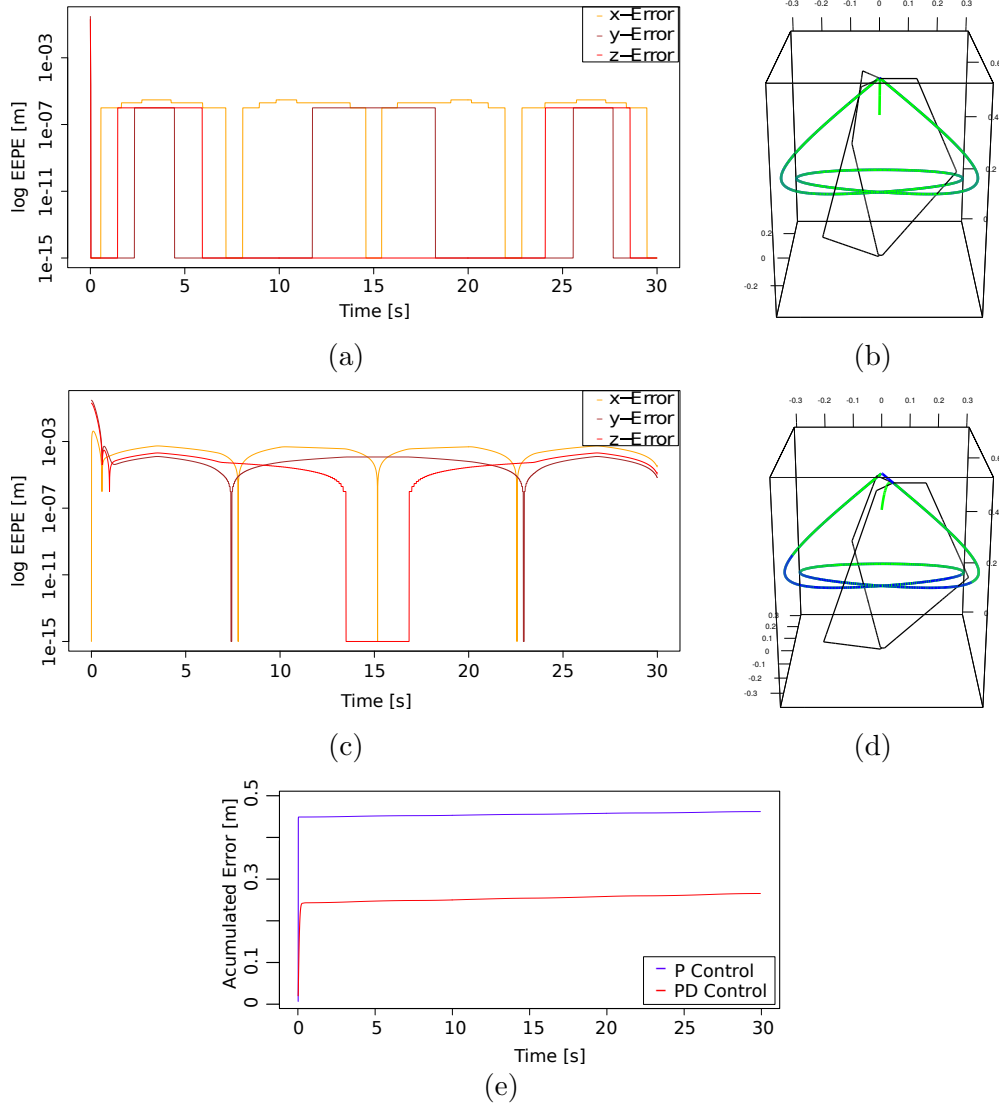 x-Error
y-Error
z-Error
log EEPE [m]
1e-03
1e-07
1e-11
1e-15
0 5 10 15 20 25 30
Time [s]
(a)
-0.3 -0.2 -0.1 0 0.1 0.2 0.3
0.6
0.4
0.2
0
0.2
0
-0.2
(b)
x-Error
y-Error
z-Error
log EEPE [m]
1e-03
1e-07
1e-11
1e-15
0 5 10 15 20 25 30
Time [s]
(c)
-0.3 -0.2 -0.1 0 0.1 0.2 0.3
0.6
0.4
0.2
0
0.3
0.2
0.1
0
-0.1
-0.2
-0.3
(d)
Acumulated Error [m]
0.5
0.3
0.1
0
P Control
PD Control
0 5 10 15 20 25 30
Time [s]
(e)